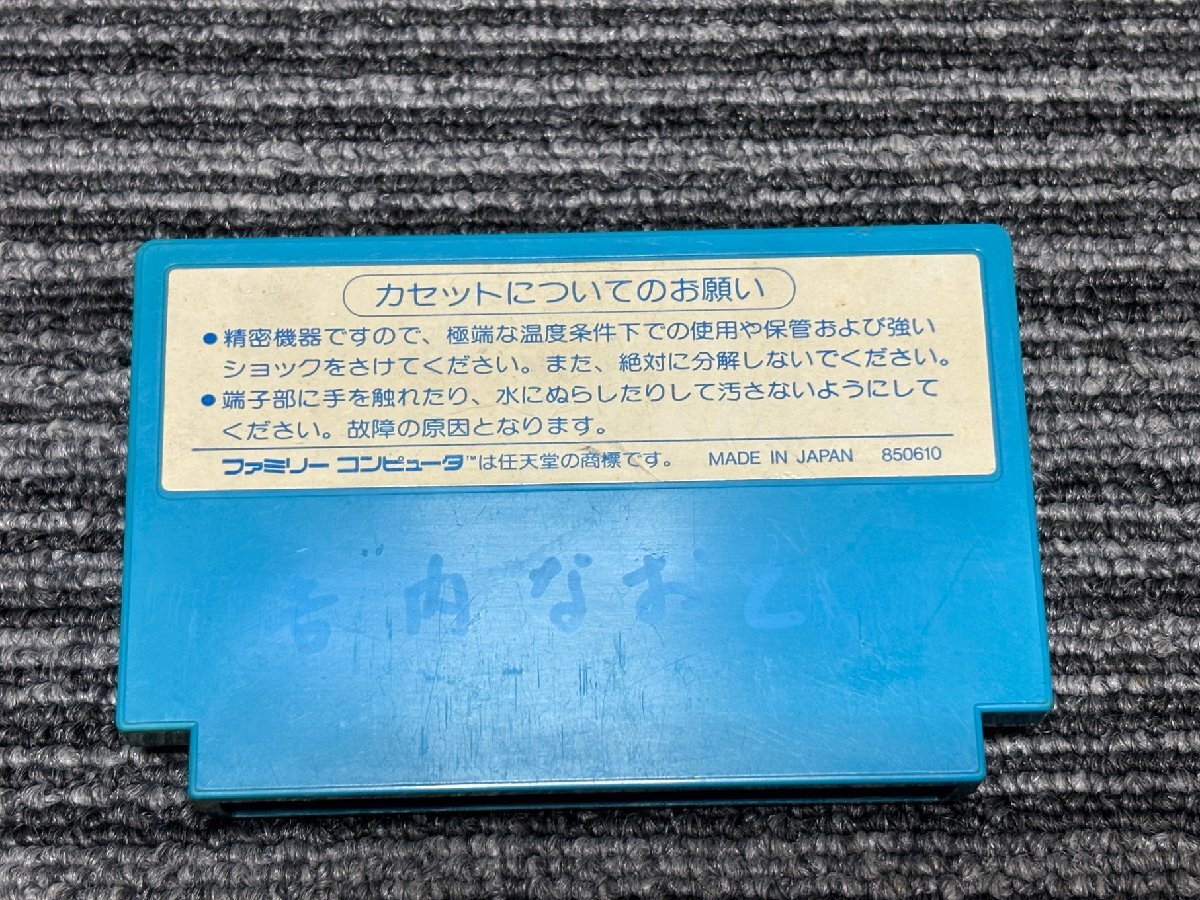 カセットについてのお願い
●精密機器ですので、極端な温度条件下での使用や保管および強い
ショックをさけてください。また、絶対に分解しないでください。
●端子部に手を触れたり、水にぬらしたりして汚さないようにして
ください。故障の原因となります。
ファミリー コンピュータ™は任天堂の商標です。 MADE IN JAPAN 850610
内 なおと